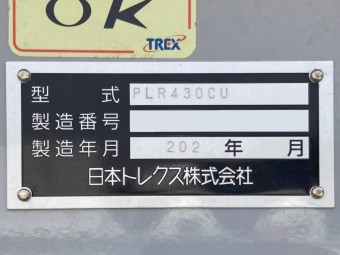 OK
TREX
型式 PLR430CU
製造番号
製造年月 202 年 月
日本トレクス株式会社